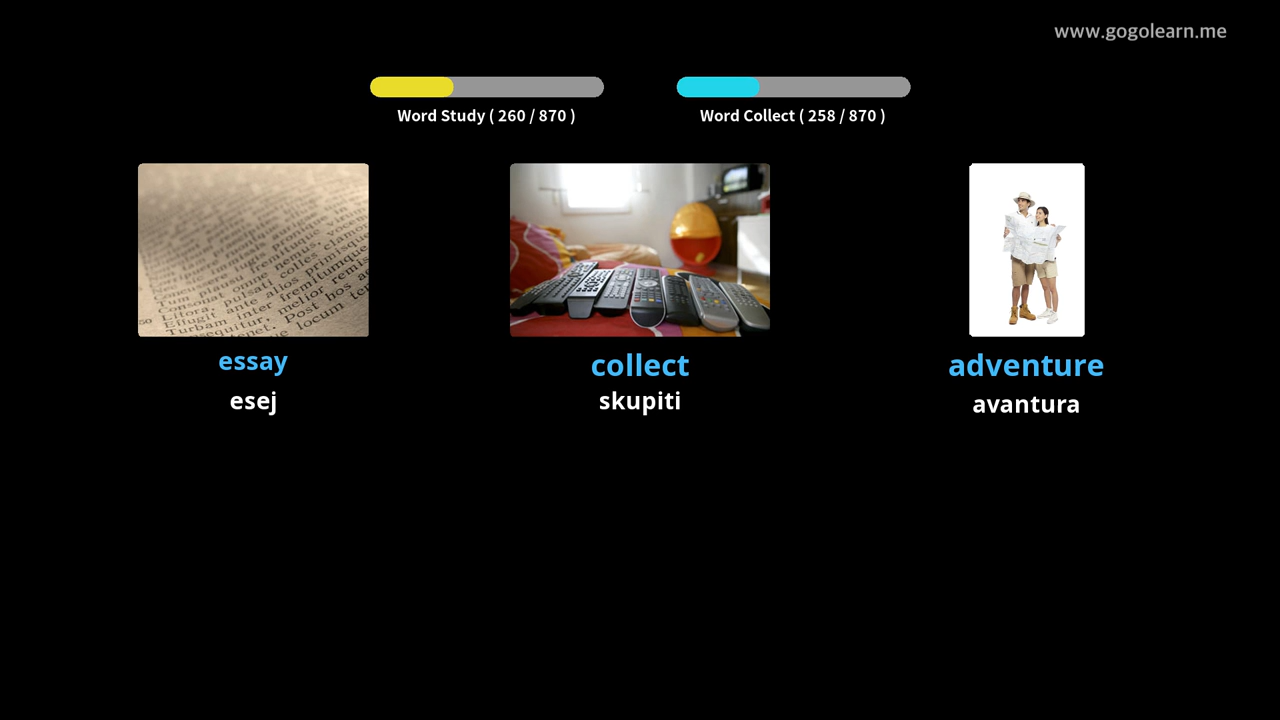 www.gogolearn.me
Word Study ( 260 / 870 )
Word Collect ( 258 / 870 )
essay
esej
collect
skupiti
adventure
avantura